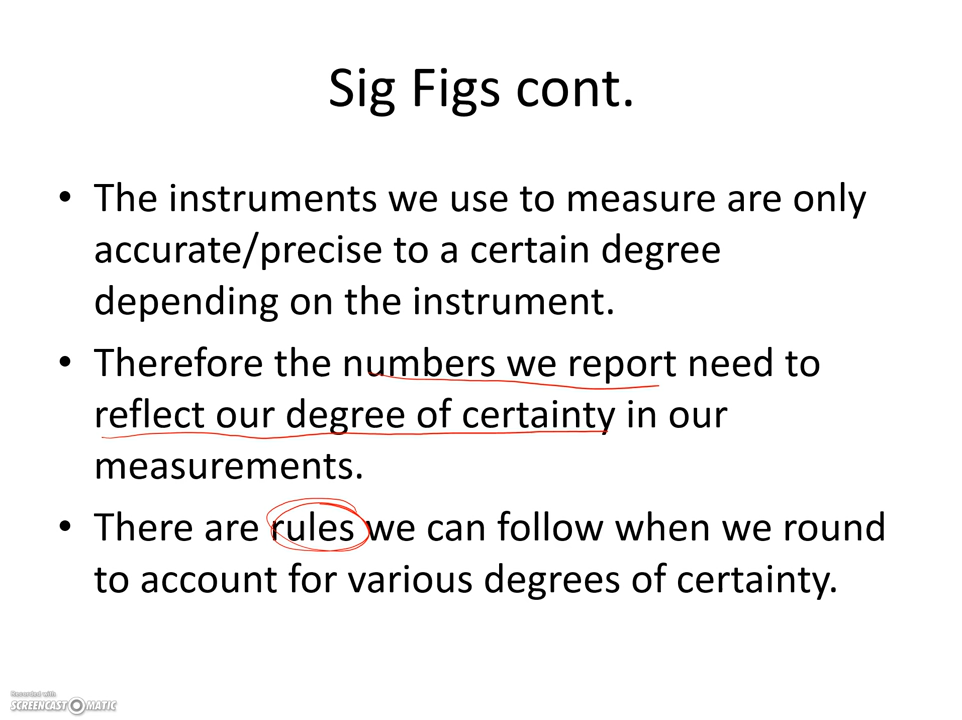 Sig Figs cont.
• The instruments we use to measure are only
accurate/precise to a certain degree
depending on the instrument.
• Therefore the numbers we report need to
reflect our degree of certainty in our
measurements.
• There are rules we can follow when we round
to account for various degrees of certainty.
Recorded with
SCREENCAST-O-MATIC